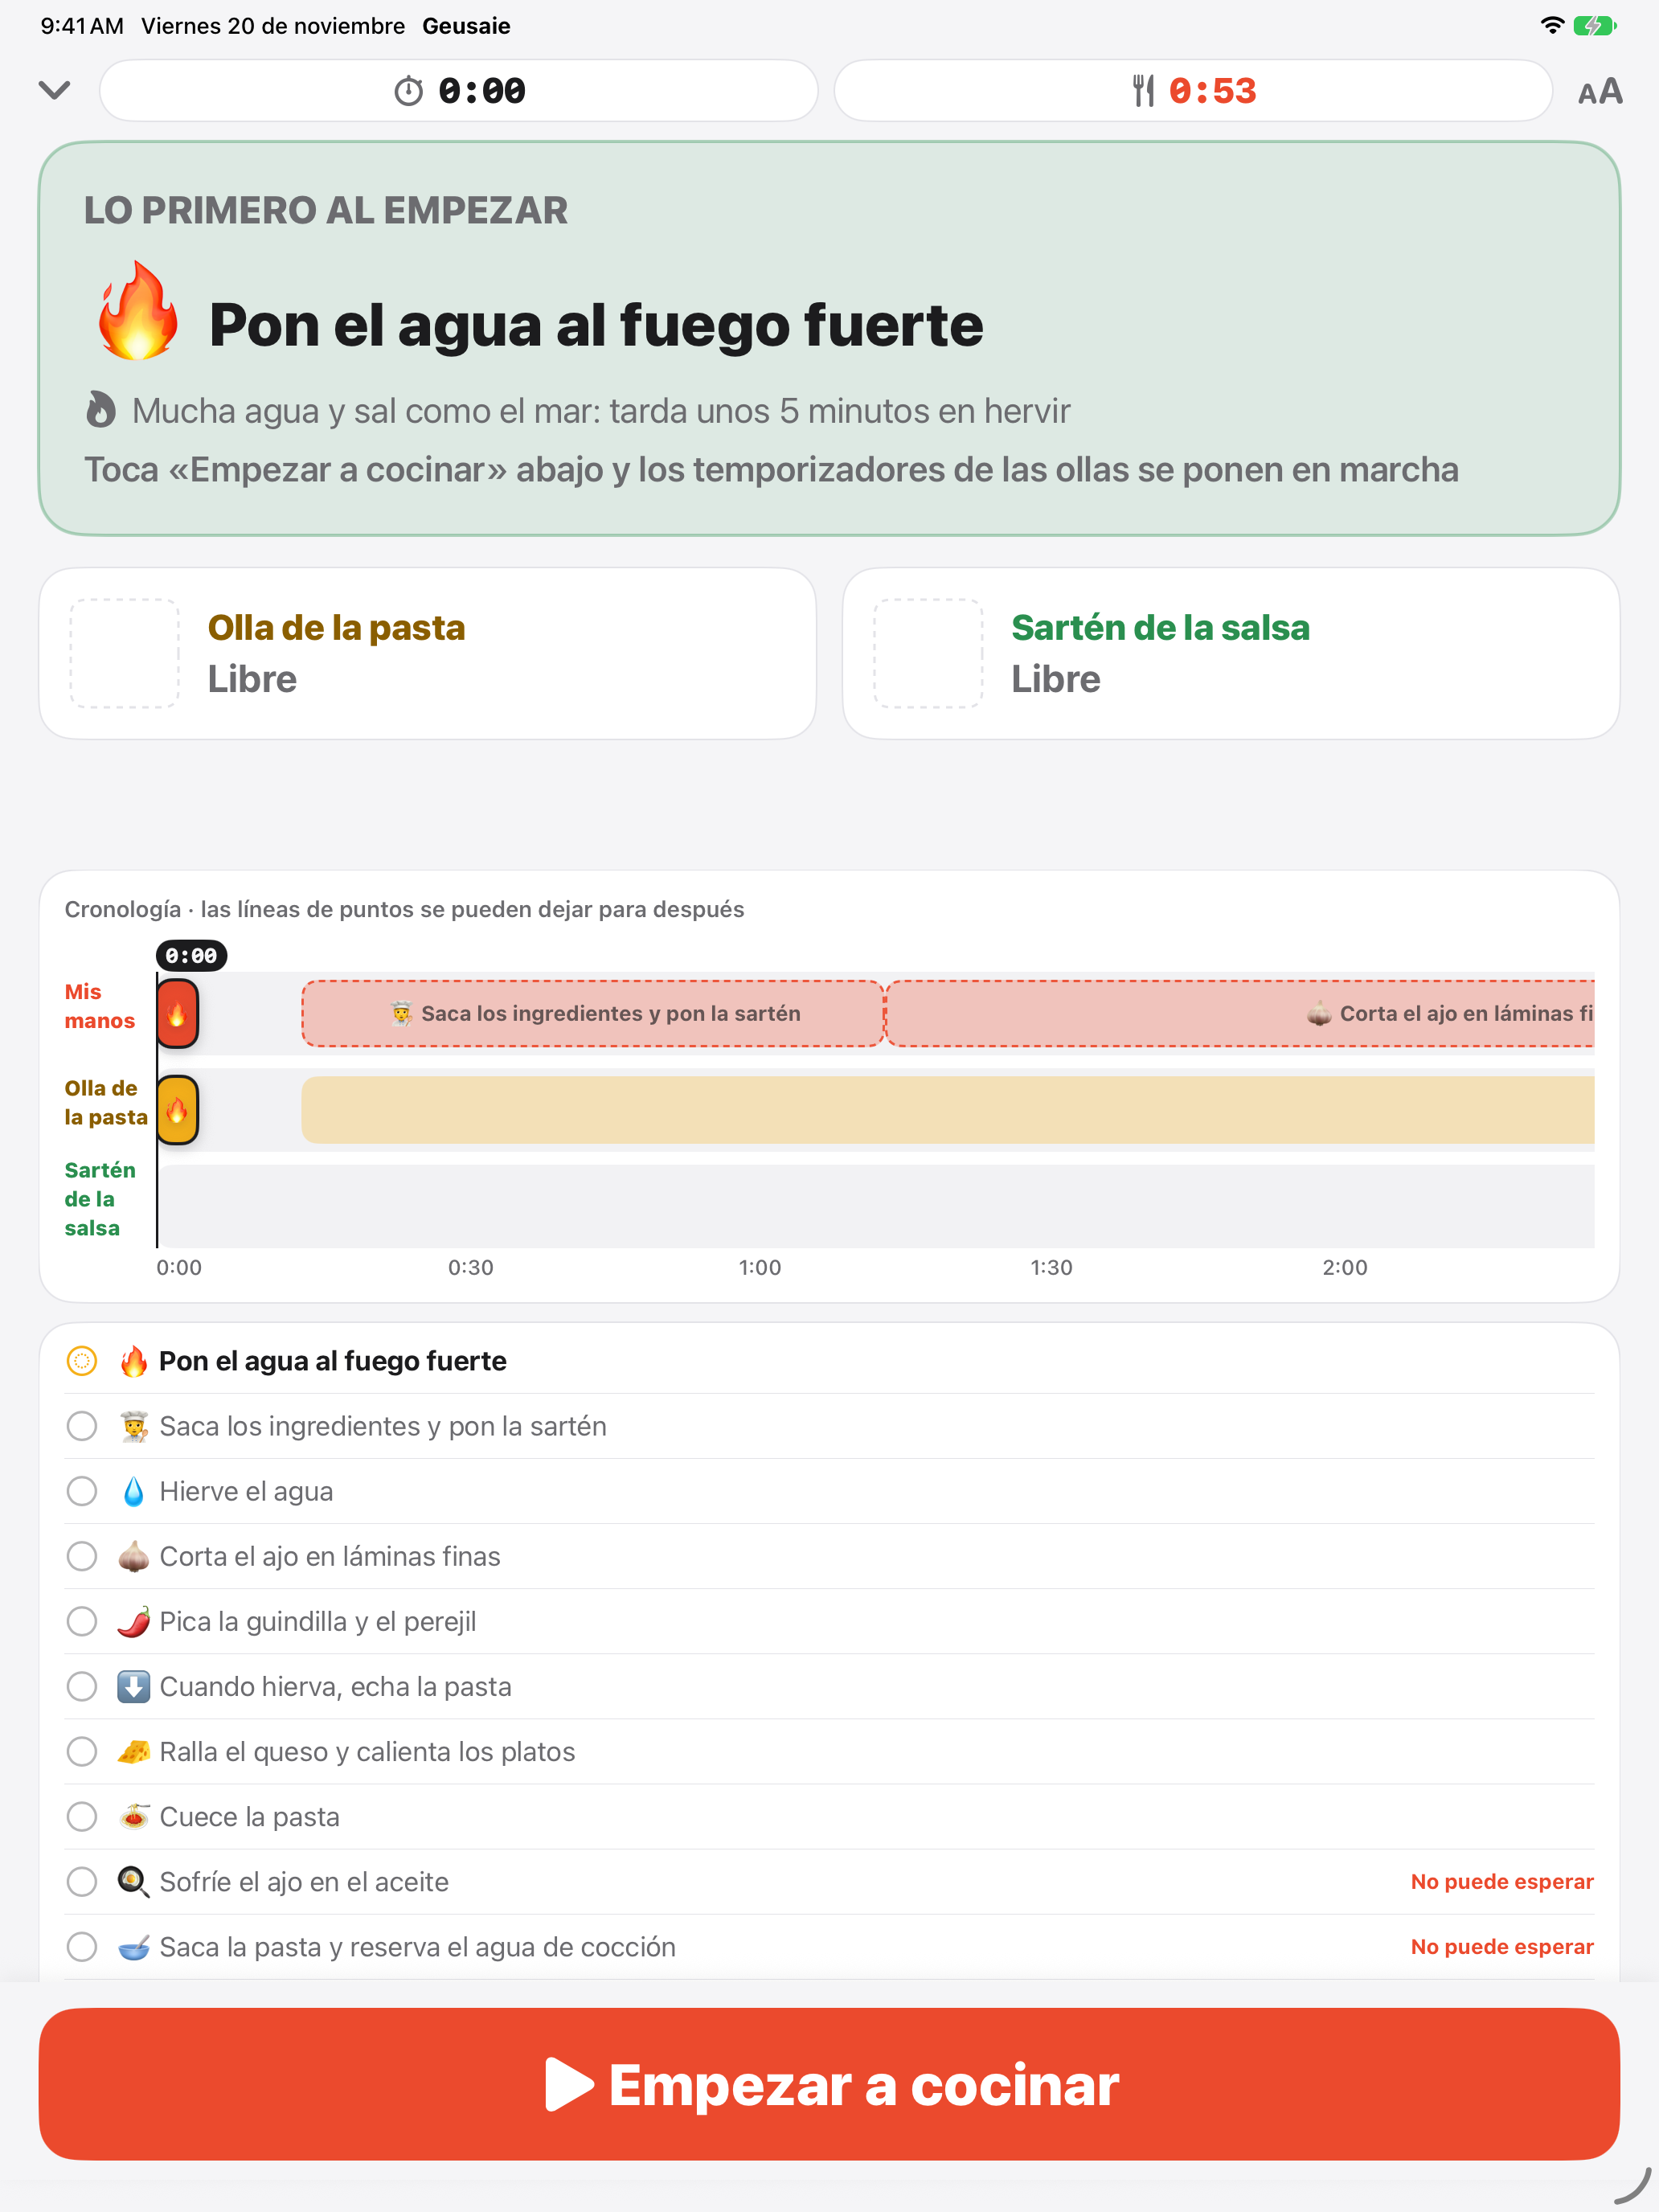 9:41 AM Viernes 20 de noviembre Geusaie
0:00
0:53
AA
LO PRIMERO AL EMPEZAR
Pon el agua al fuego fuerte
Mucha agua y sal como el mar: tarda unos 5 minutos en hervir
Toca «Empezar a cocinar» abajo y los temporizadores de las ollas se ponen en marcha
Olla de la pasta
Libre
Sartén de la salsa
Libre
Cronología · las líneas de puntos se pueden dejar para después
0:00
Mis
manos
Saca los ingredientes y pon la sartén
Corta el ajo en láminas fi
Olla de
la pasta
Sartén
de la
salsa
0:00 0:30 1:00 1:30 2:00
Pon el agua al fuego fuerte
Saca los ingredientes y pon la sartén
Hierve el agua
Corta el ajo en láminas finas
Pica la guindilla y el perejil
Cuando hierva, echa la pasta
Ralla el queso y calienta los platos
Cuece la pasta
Sofríe el ajo en el aceite No puede esperar
Saca la pasta y reserva el agua de cocción No puede esperar
Empezar a cocinar